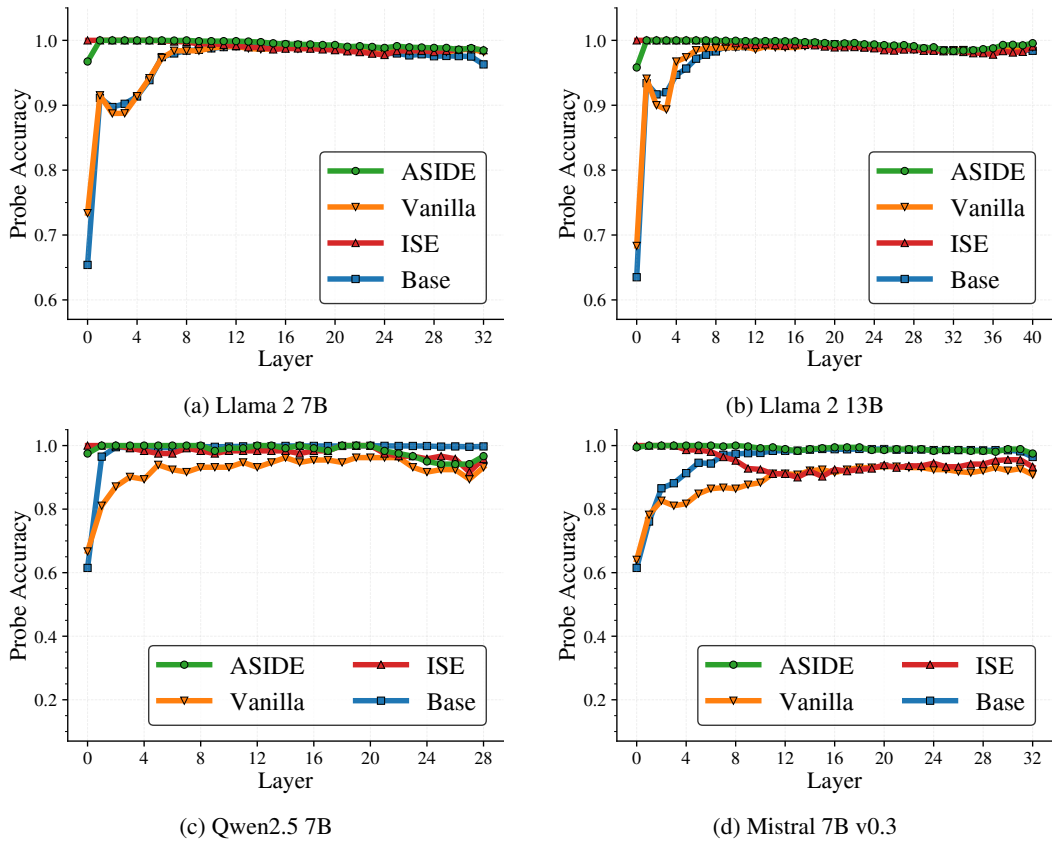 1.0
0.9
0.8
0.7
0.6
Probe Accuracy
0 4 8 12 16 20 24 28 32
Layer
ASIDE
Vanilla
ISE
Base
(a) Llama 2 7B
1.0
0.9
0.8
0.7
0.6
Probe Accuracy
0 4 8 12 16 20 24 28 32 36 40
Layer
ASIDE
Vanilla
ISE
Base
(b) Llama 2 13B
1.0
0.8
0.6
0.4
0.2
Probe Accuracy
0 4 8 12 16 20 24 28
Layer
ASIDE ISE
Vanilla Base
(c) Qwen2.5 7B
1.0
0.8
0.6
0.4
0.2
Probe Accuracy
0 4 8 12 16 20 24 28 32
Layer
ASIDE ISE
Vanilla Base
(d) Mistral 7B v0.3